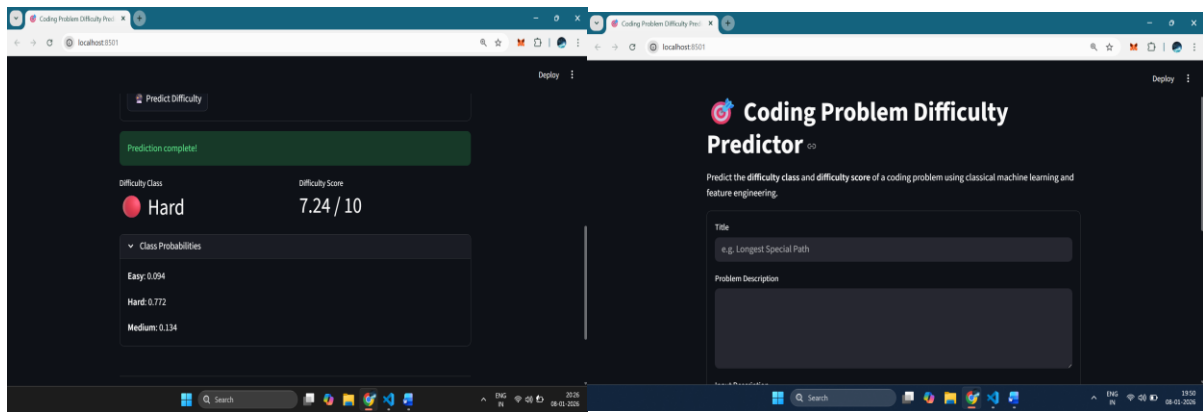 Coding Problem Difficulty Predi
localhost:8501
Deploy
Predict Difficulty
Prediction complete!
Difficulty Class
Difficulty Score
Hard
7.24 / 10
Class Probabilities
Easy: 0.094
Hard: 0.772
Medium: 0.134
Search
ENG
IN
20:26
08-01-2026
Coding Problem Difficulty Predi
localhost:8501
Deploy
Coding Problem Difficulty
Predictor
Predict the difficulty class and difficulty score of a coding problem using classical machine learning and
feature engineering.
Title
e.g. Longest Special Path
Problem Description
Input Description
Search
ENG
IN
19:50
08-01-2026